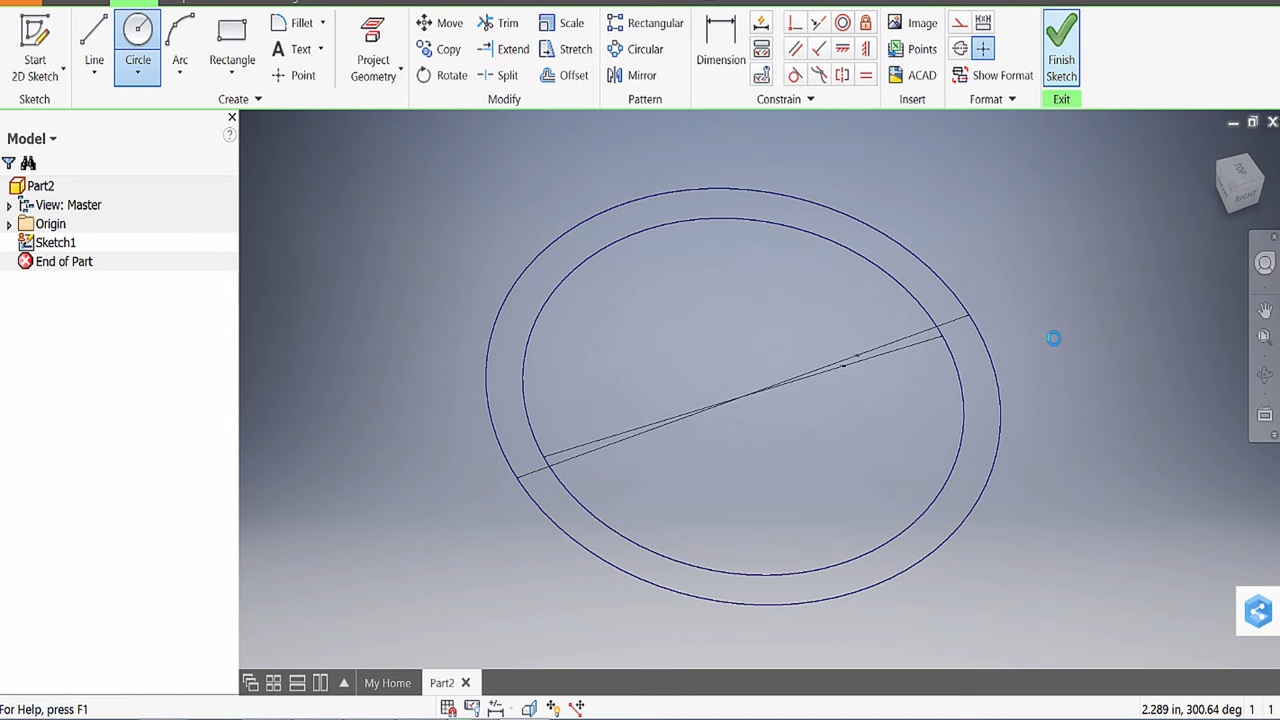 Start
2D Sketch
Sketch
Line
Circle
Arc
Rectangle
Fillet
Text
Point
Create
Project
Geometry
Move
Copy
Rotate
Trim
Extend
Split
Scale
Stretch
Offset
Modify
Rectangular
Circular
Mirror
Pattern
Dimension
Constrain
Image
Points
ACAD
Insert
Show Format
Format
Finish
Sketch
Exit
Model
Part2
View: Master
Origin
Sketch1
End of Part
TOP
RIGHT
My Home
Part2
For Help, press F1
2.289 in, 300.64 deg
1
1